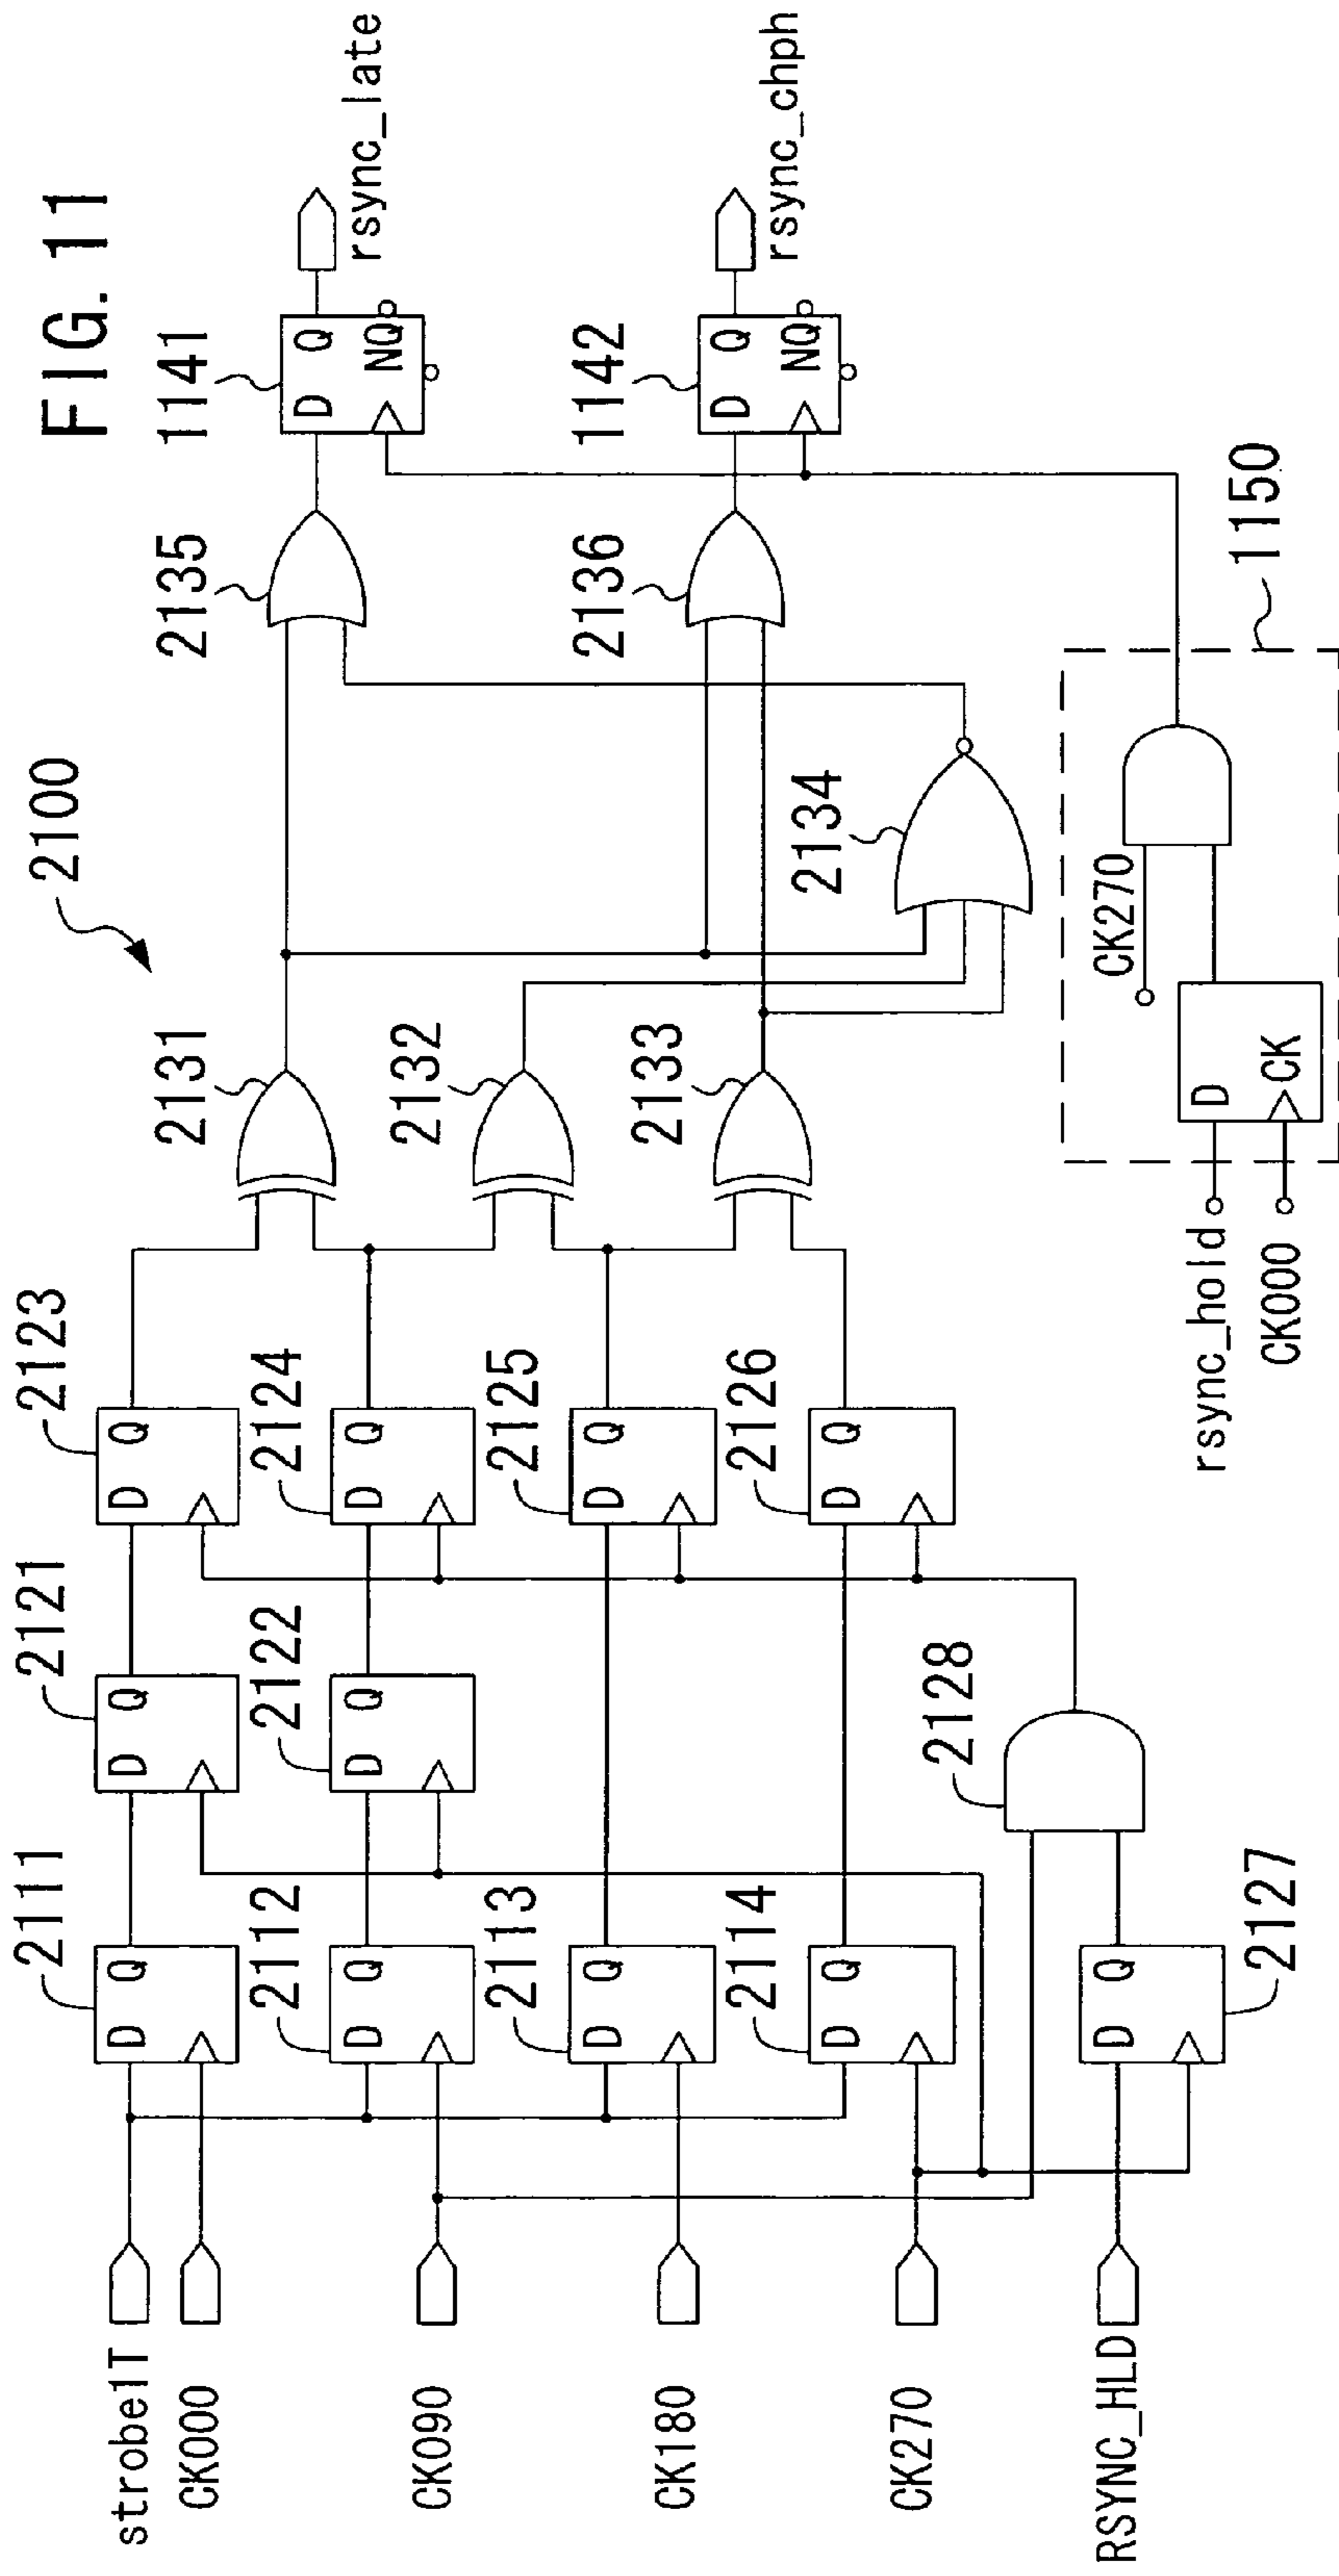 FIG. 11
2100
strobe1T
CK000
CK090
CK180
CK270
RSYNC_HLD
2111
D Q
2112
D Q
2113
D Q
2114
D Q
2127
D Q
2121
D Q
2122
D Q
2128
2123
D Q
2124
D Q
2125
D Q
2126
D Q
2131
2132
2133
2134
2135
2136
1141
D Q
NQ
rsync_late
1142
D Q
NQ
rsync_chph
1150
rsync_hold
CK000
D
CK
CK270